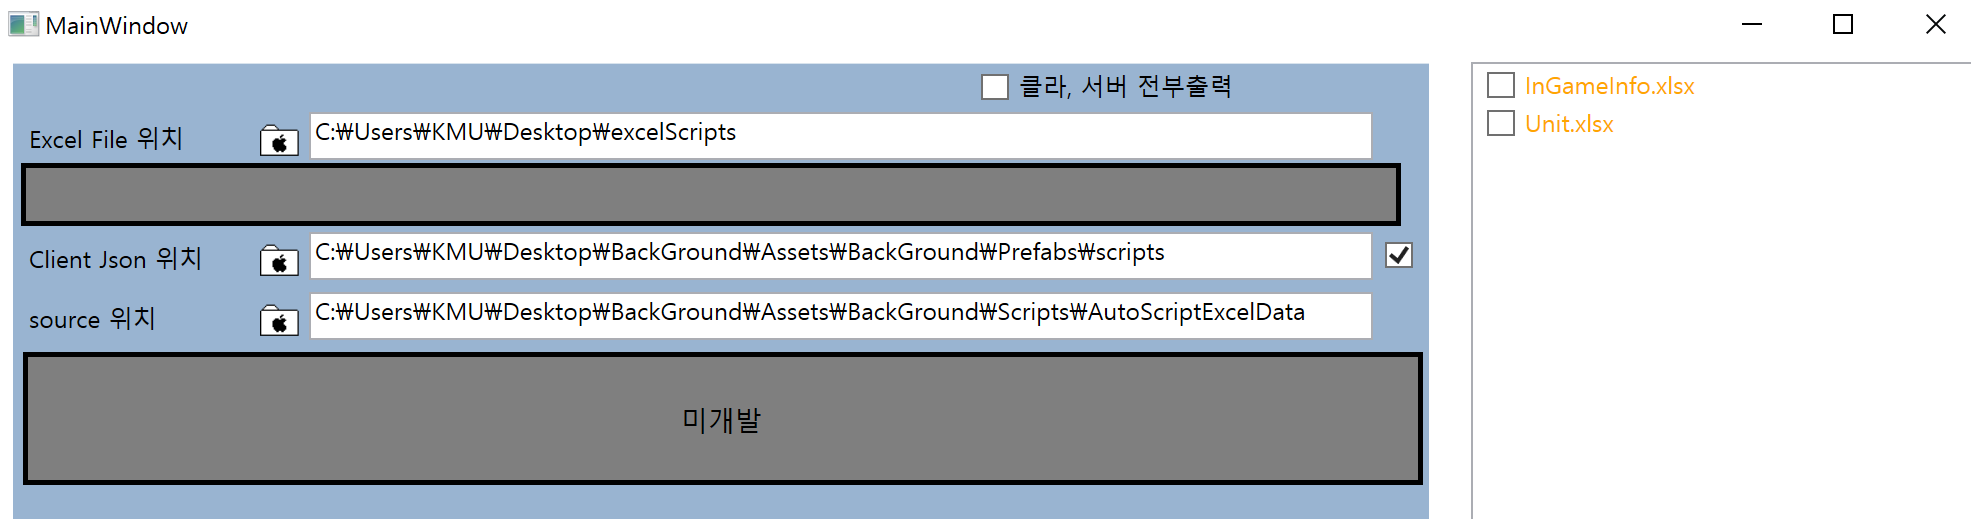 MainWindow
클라, 서버 전부출력
Excel File 위치
C:₩Users₩KMU₩Desktop₩excelScripts
Client Json 위치
C:₩Users₩KMU₩Desktop₩BackGround₩Assets₩BackGround₩Prefabs₩scripts
source 위치
C:₩Users₩KMU₩Desktop₩BackGround₩Assets₩BackGround₩Scripts₩AutoScriptExcelData
미개발
InGameInfo.xlsx
Unit.xlsx